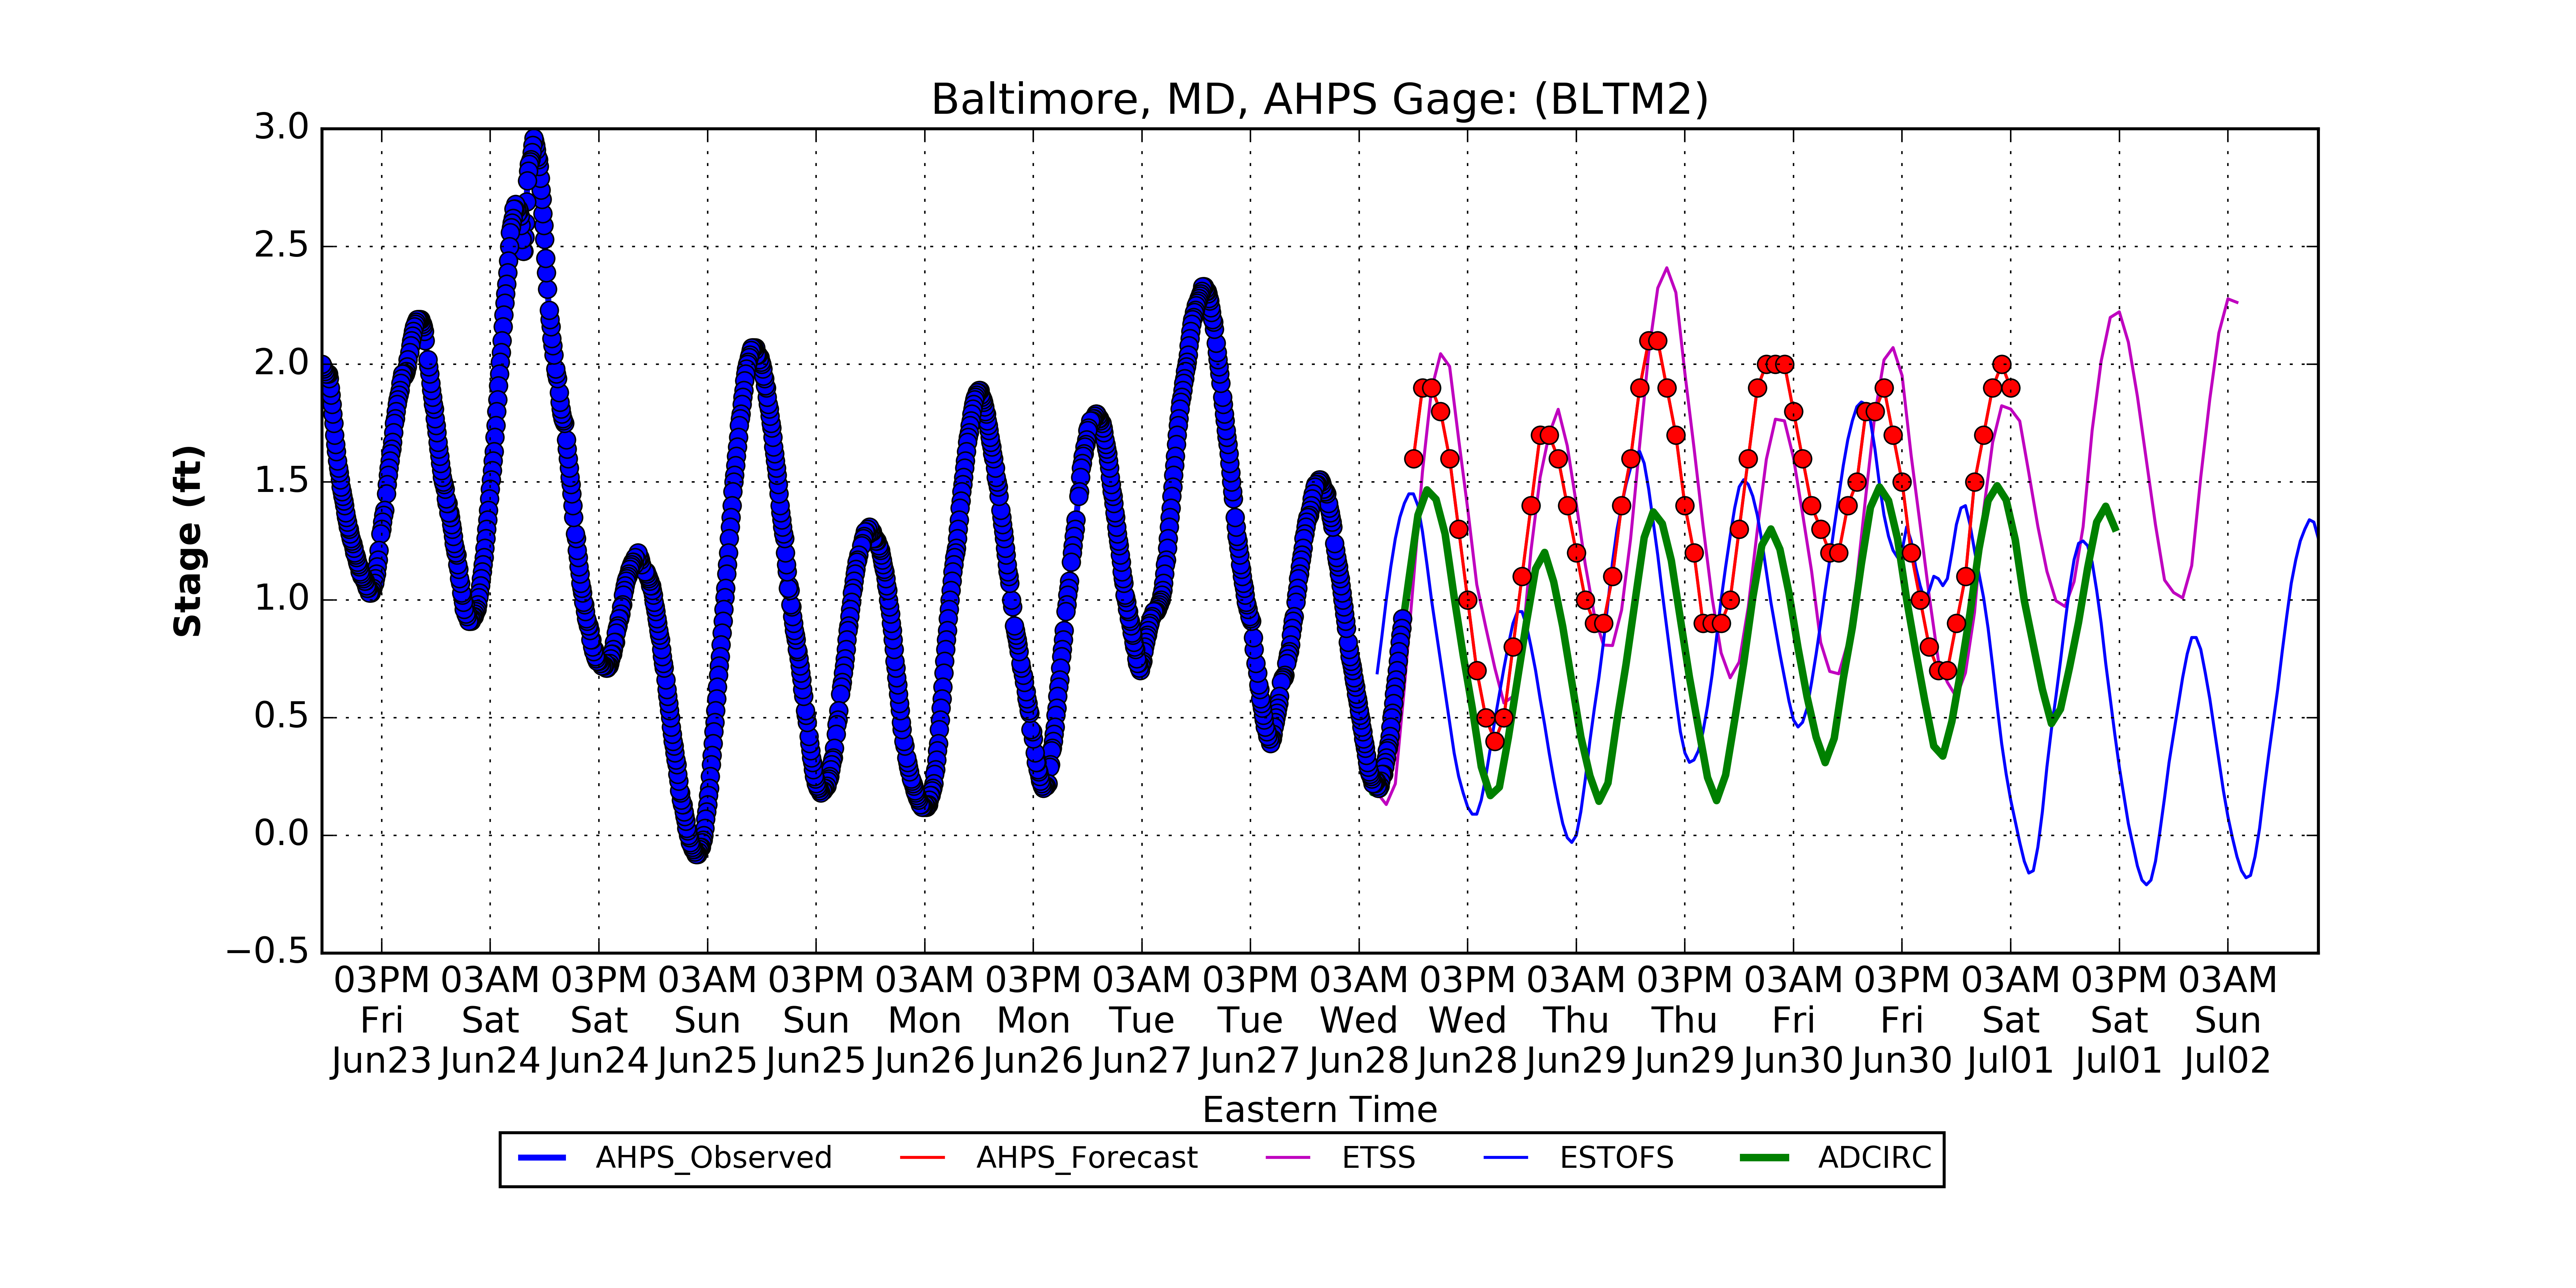 Baltimore, MD, AHPS Gage: (BLTM2)
Stage (ft)
3.0
2.5
2.0
1.5
1.0
0.5
0.0
−0.5
03PM 03AM 03PM 03AM 03PM 03AM 03PM 03AM 03PM 03AM 03PM 03AM 03PM 03AM 03PM 03AM 03PM 03AM
Fri Sat Sat Sun Sun Mon Mon Tue Tue Wed Wed Thu Thu Fri Fri Sat Sat Sun
Jun23 Jun24 Jun24 Jun25 Jun25 Jun26 Jun26 Jun27 Jun27 Jun28 Jun28 Jun29 Jun29 Jun30 Jun30 Jul01 Jul01 Jul02
Eastern Time
AHPS_Observed AHPS_Forecast ETSS ESTOFS ADCIRC